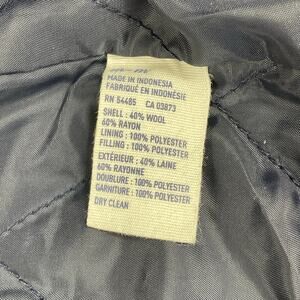 MADE IN INDONESIA
FABRIQUÉ EN INDONÉSIE
RN 54485 CA 03873
SHELL : 40% WOOL
60% RAYON
LINING : 100% POLYESTER
FILLING : 100% POLYESTER
EXTÉRIEUR : 40% LAINE
60% RAYONNE
DOUBLURE : 100% POLYESTER
GARNITURE : 100% POLYESTER
DRY CLEAN